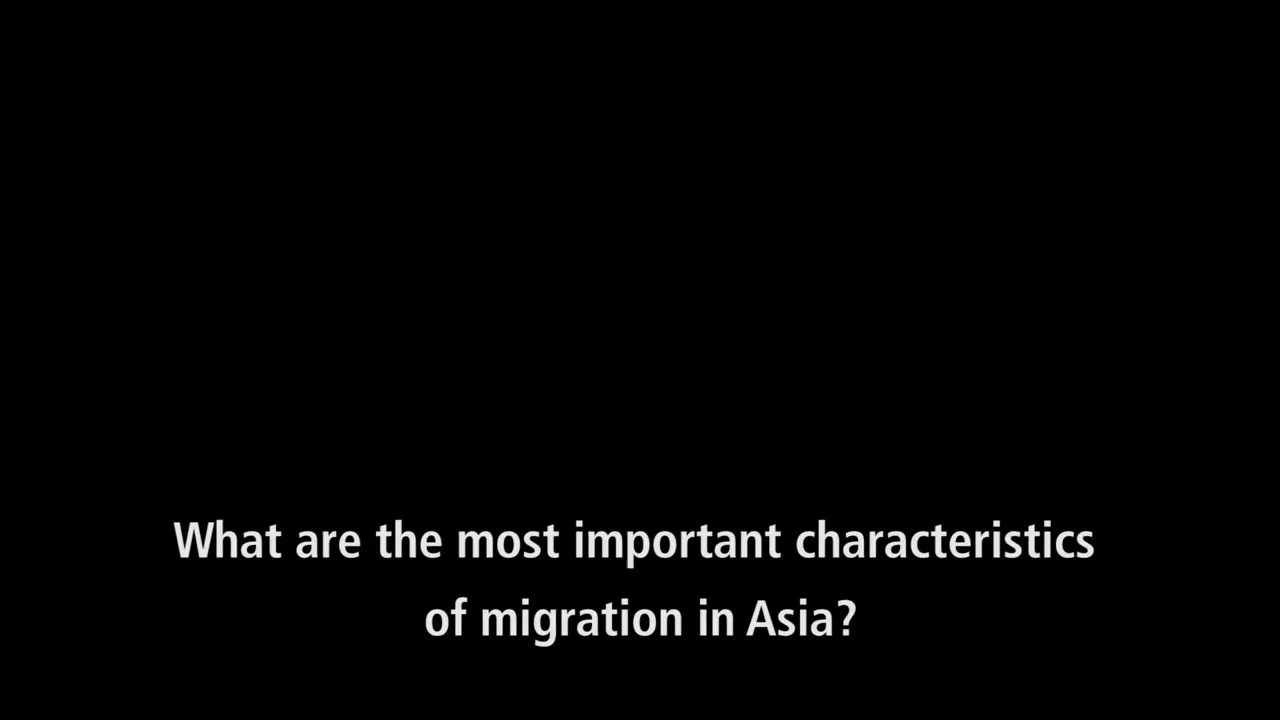 What are the most important characteristics
of migration in Asia?